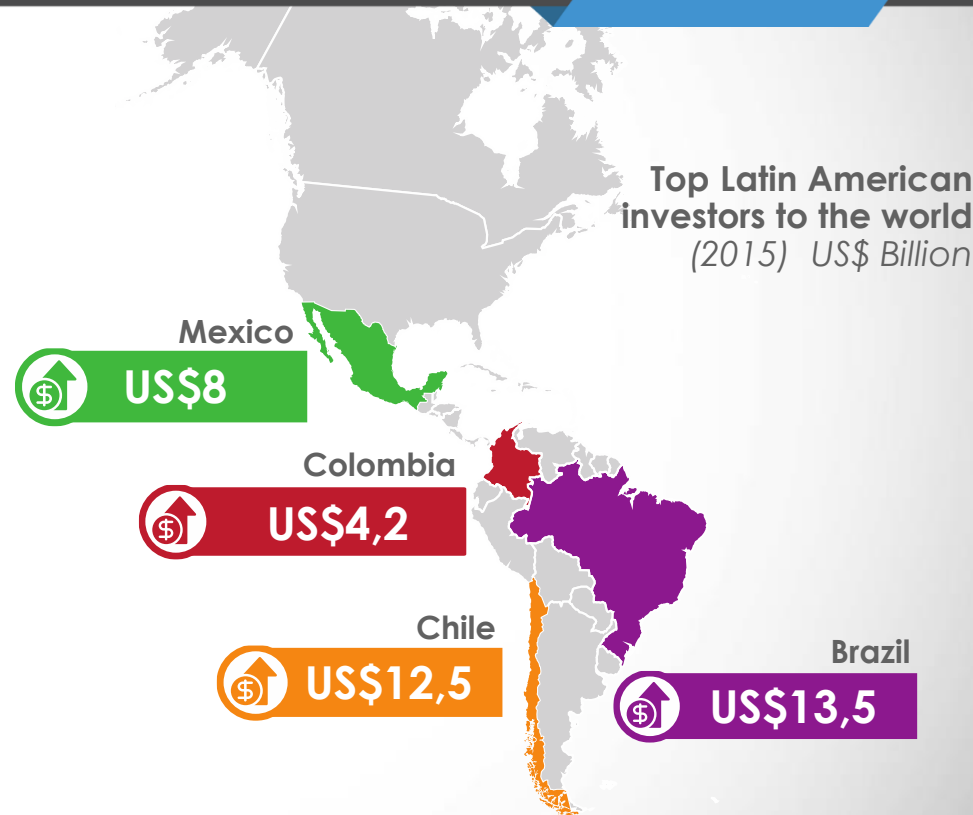 Top Latin American
investors to the world
(2015) US$ Billion
Mexico
$
US$8
Colombia
$
US$4,2
Chile
$
US$12,5
Brazil
$
US$13,5